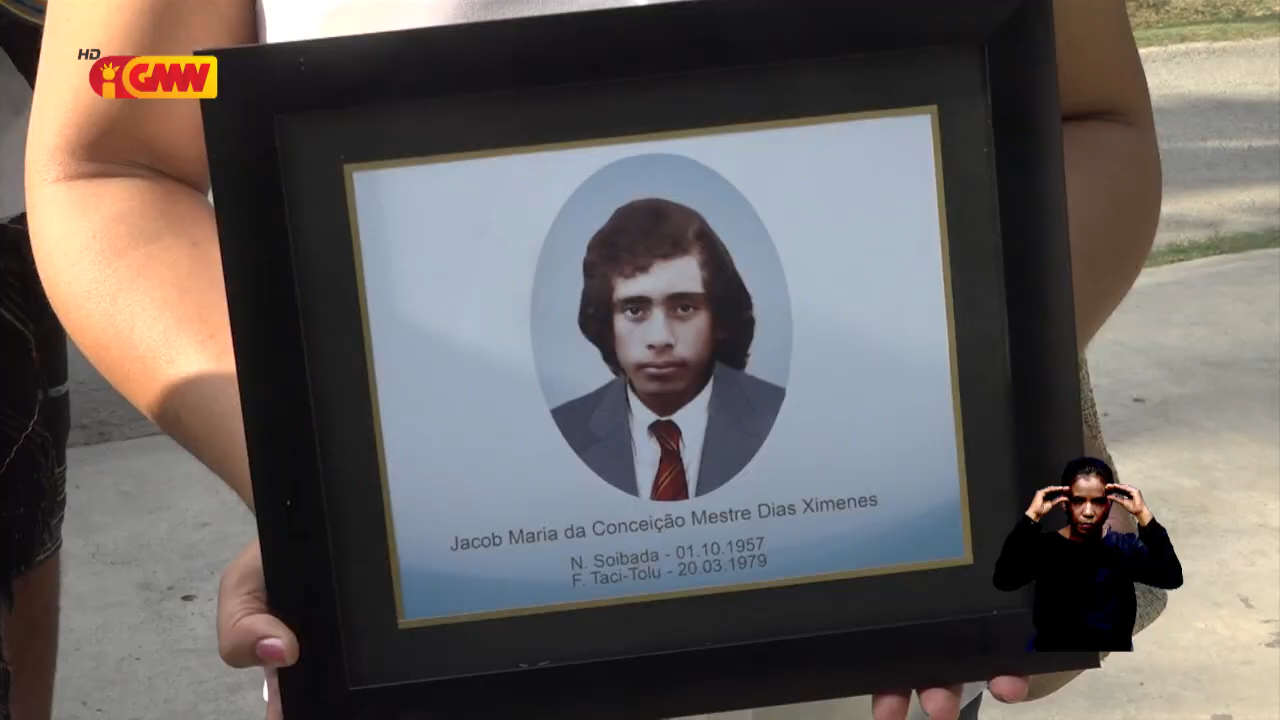 HD
GMN
Jacob Maria da Conceição Mestre Dias Ximenes
N. Soibada - 01.10.1957
F. Taci-Tolu - 20.03.1979